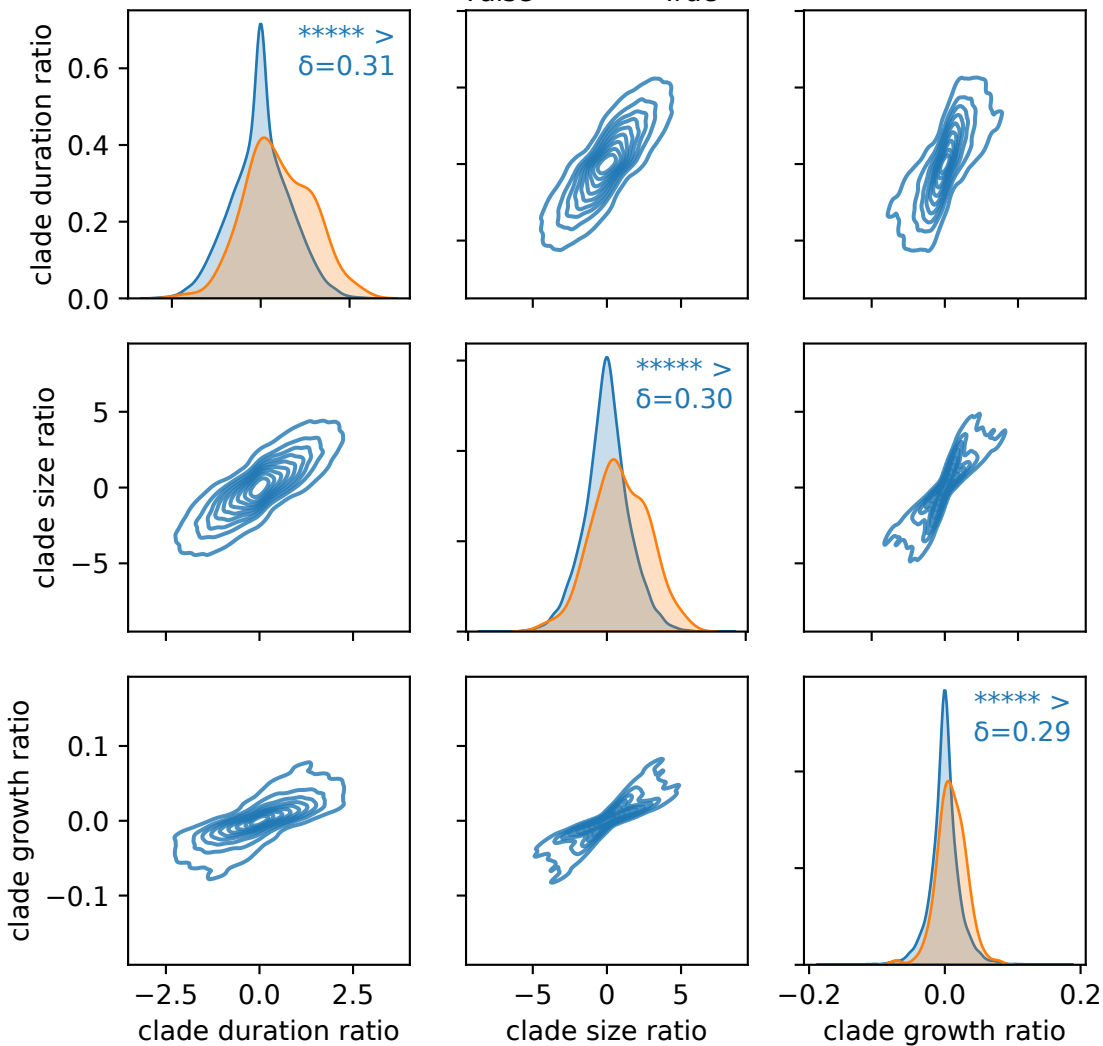 clade duration ratio
0.6
0.4
0.2
0.0
***** >
δ=0.31
clade size ratio
5
0
−5
***** >
δ=0.30
clade growth ratio
0.1
0.0
−0.1
***** >
δ=0.29
−2.5 0.0 2.5
−5 0 5
−0.2 0.0 0.2
clade duration ratio
clade size ratio
clade growth ratio